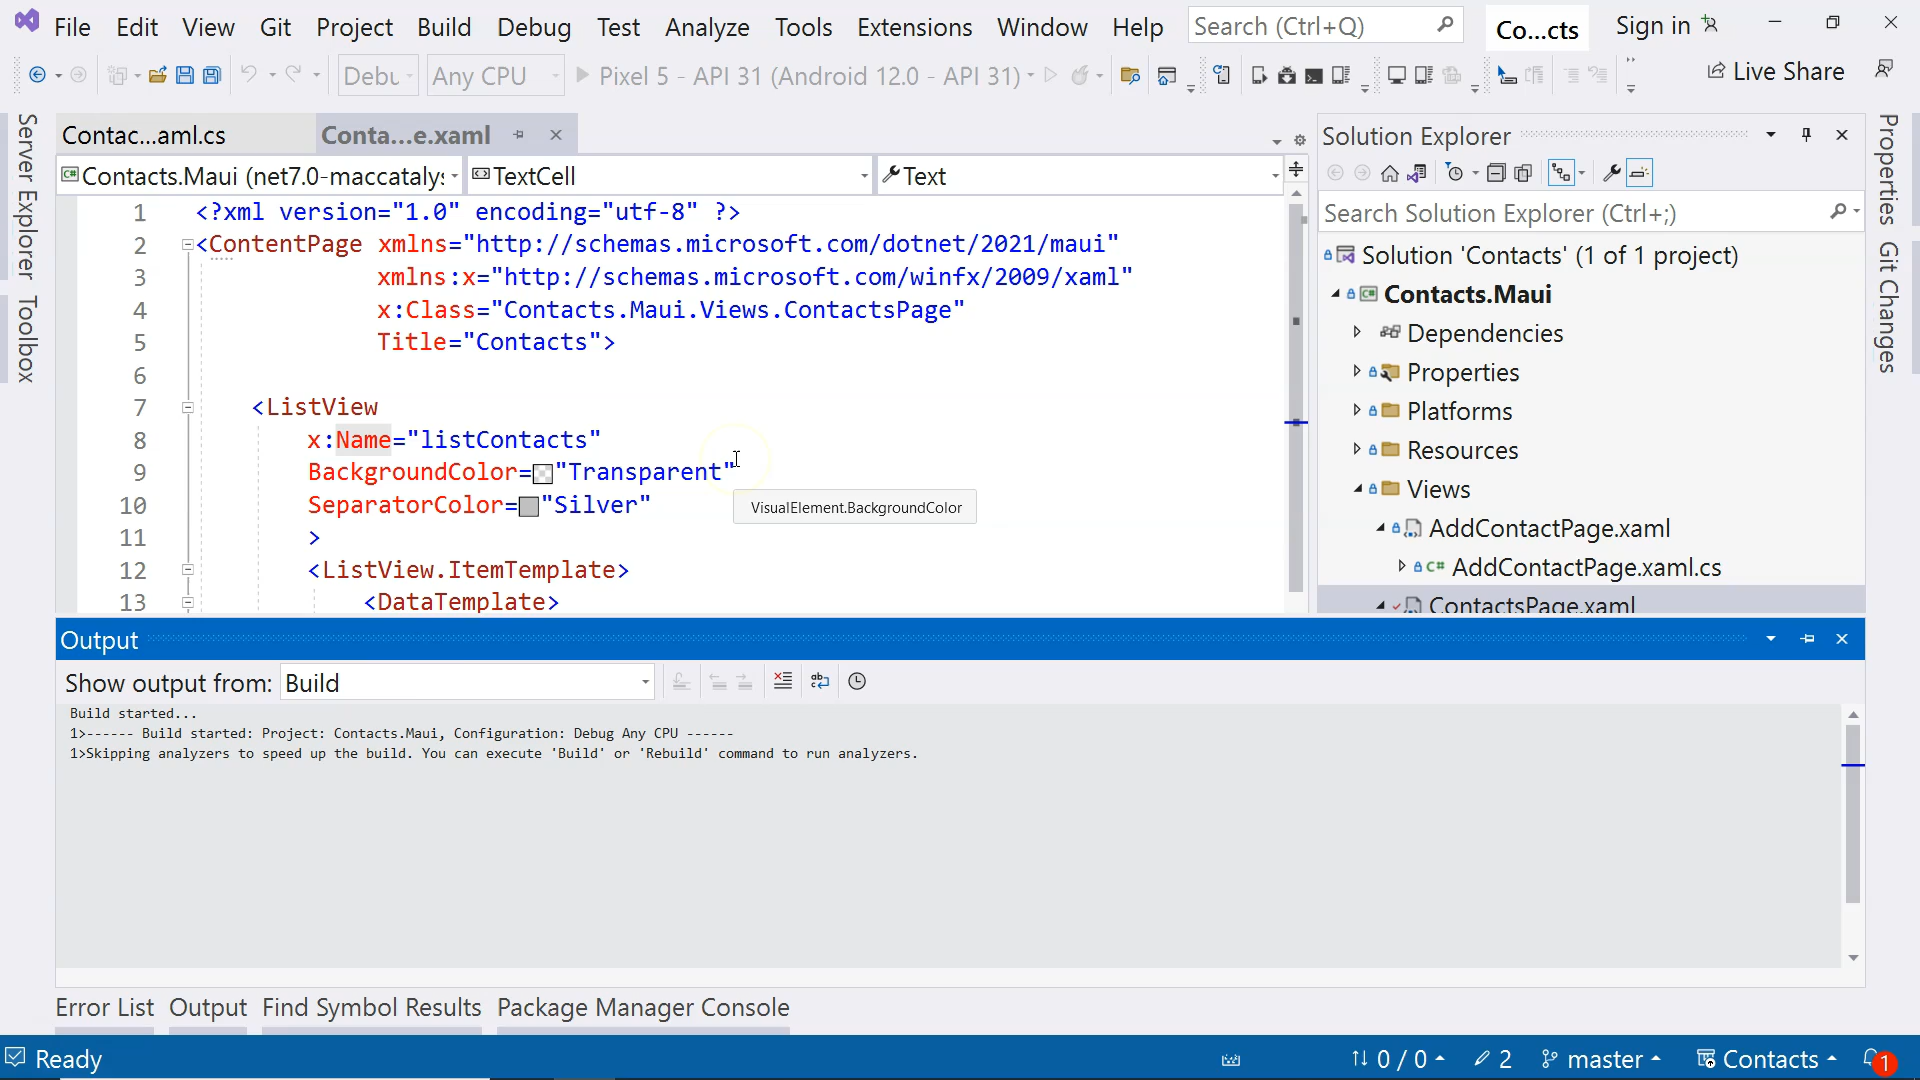 File Edit View Git Project Build Debug Test Analyze Tools Extensions Window Help Search (Ctrl+Q) Co...cts Sign in
Debu Any CPU Pixel 5 - API 31 (Android 12.0 - API 31) Live Share
Server Explorer
Toolbox
Contac...aml.cs Conta...e.xaml
Contacts.Maui (net7.0-maccatalys TextCell Text
1 <?xml version="1.0" encoding="utf-8" ?>
2 <ContentPage xmlns="http://schemas.microsoft.com/dotnet/2021/maui"
3 xmlns:x="http://schemas.microsoft.com/winfx/2009/xaml"
4 x:Class="Contacts.Maui.Views.ContactsPage"
5 Title="Contacts">
6
7 <ListView
8 x:Name="listContacts"
9 BackgroundColor="Transparent"
10 SeparatorColor="Silver"
VisualElement.BackgroundColor
11 >
12 <ListView.ItemTemplate>
13 <DataTemplate>
Solution Explorer
Search Solution Explorer (Ctrl+;)
Solution 'Contacts' (1 of 1 project)
Contacts.Maui
Dependencies
Properties
Platforms
Resources
Views
AddContactPage.xaml
C# AddContactPage.xaml.cs
ContactsPage.xaml
Properties
Git Changes
Output
Show output from: Build
Build started...
1>------ Build started: Project: Contacts.Maui, Configuration: Debug Any CPU ------
1>Skipping analyzers to speed up the build. You can execute 'Build' or 'Rebuild' command to run analyzers.
Error List Output Find Symbol Results Package Manager Console
Ready 0 / 0 2 master Contacts 1